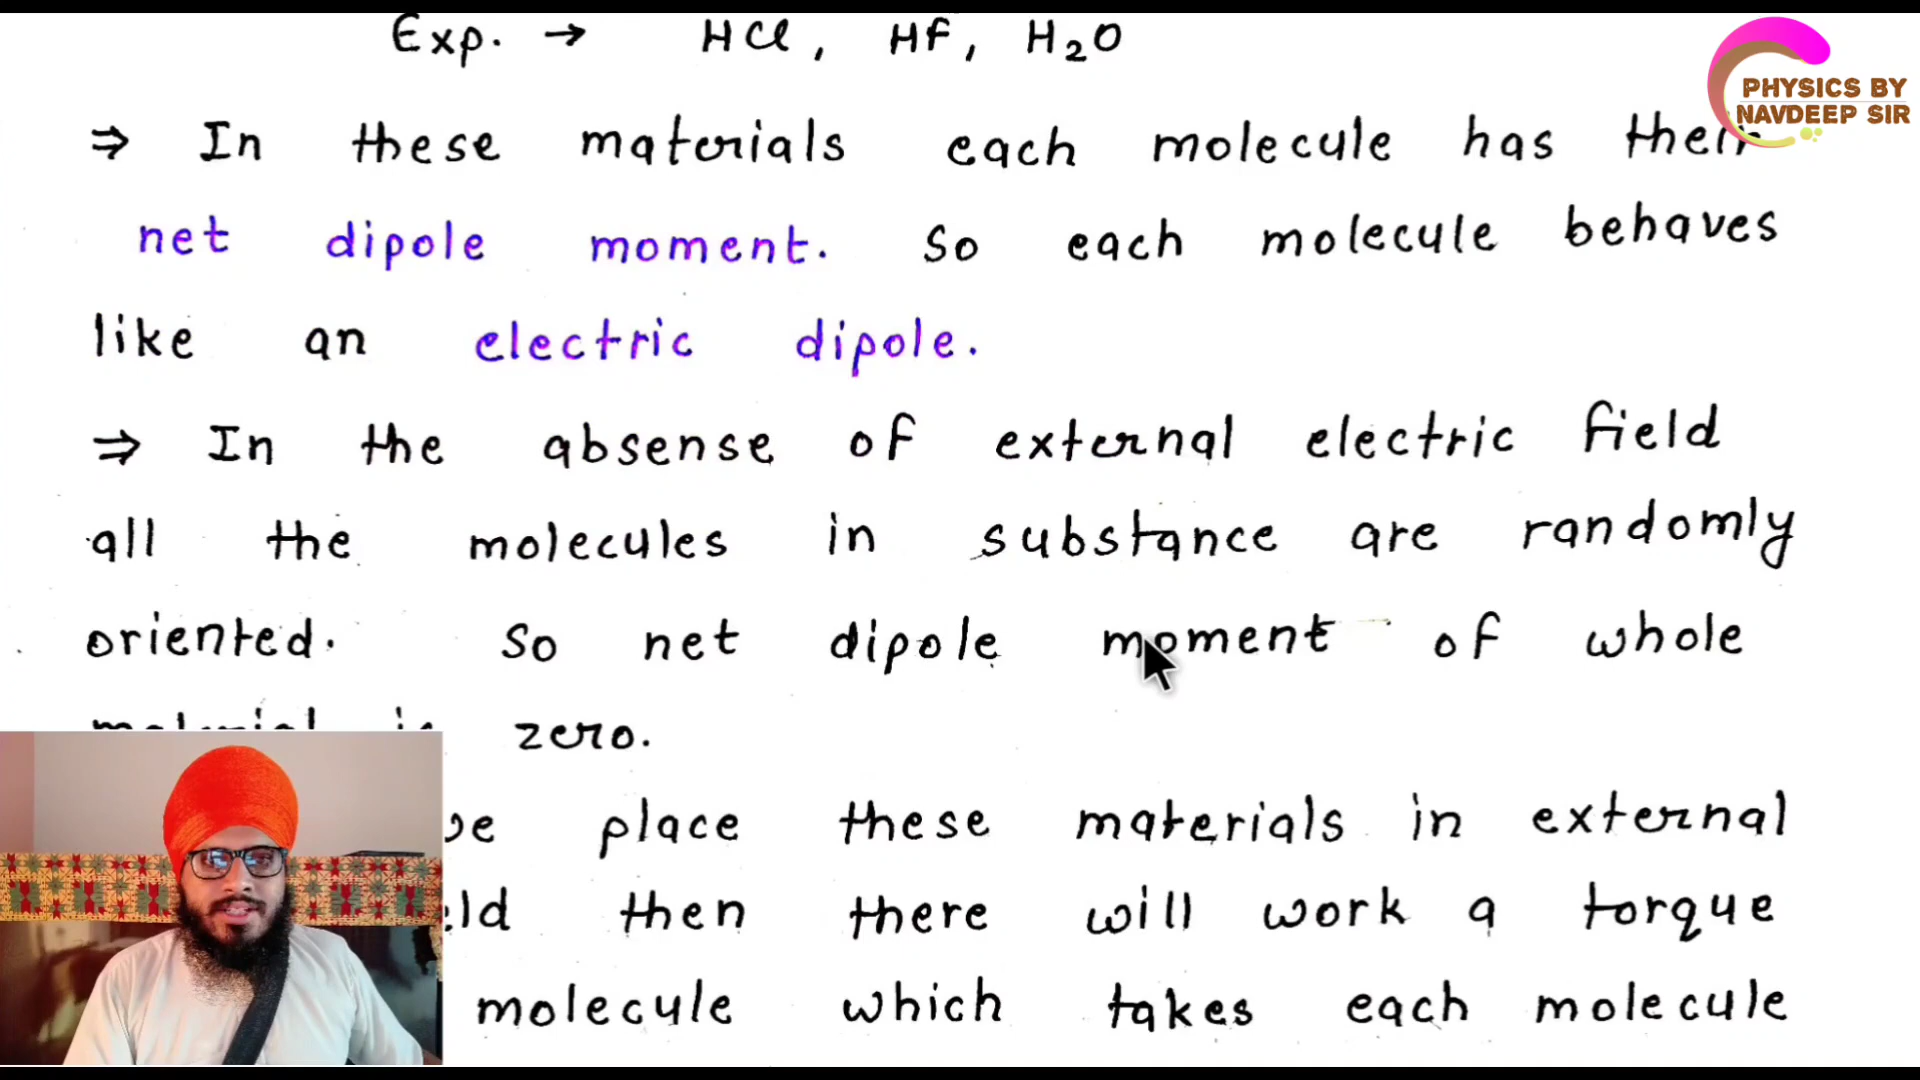 Exp. → HCl, HF, H₂O
PHYSICS BY
NAVDEEP SIR
⇒ In these materials each molecule has their
net dipole moment. So each molecule behaves
like an electric dipole.
⇒ In the absense of external electric field
all the molecules in substance are randomly
oriented. So net dipole moment of whole
material is zero.
place these materials in external
then there will work a torque
molecule which takes each molecule